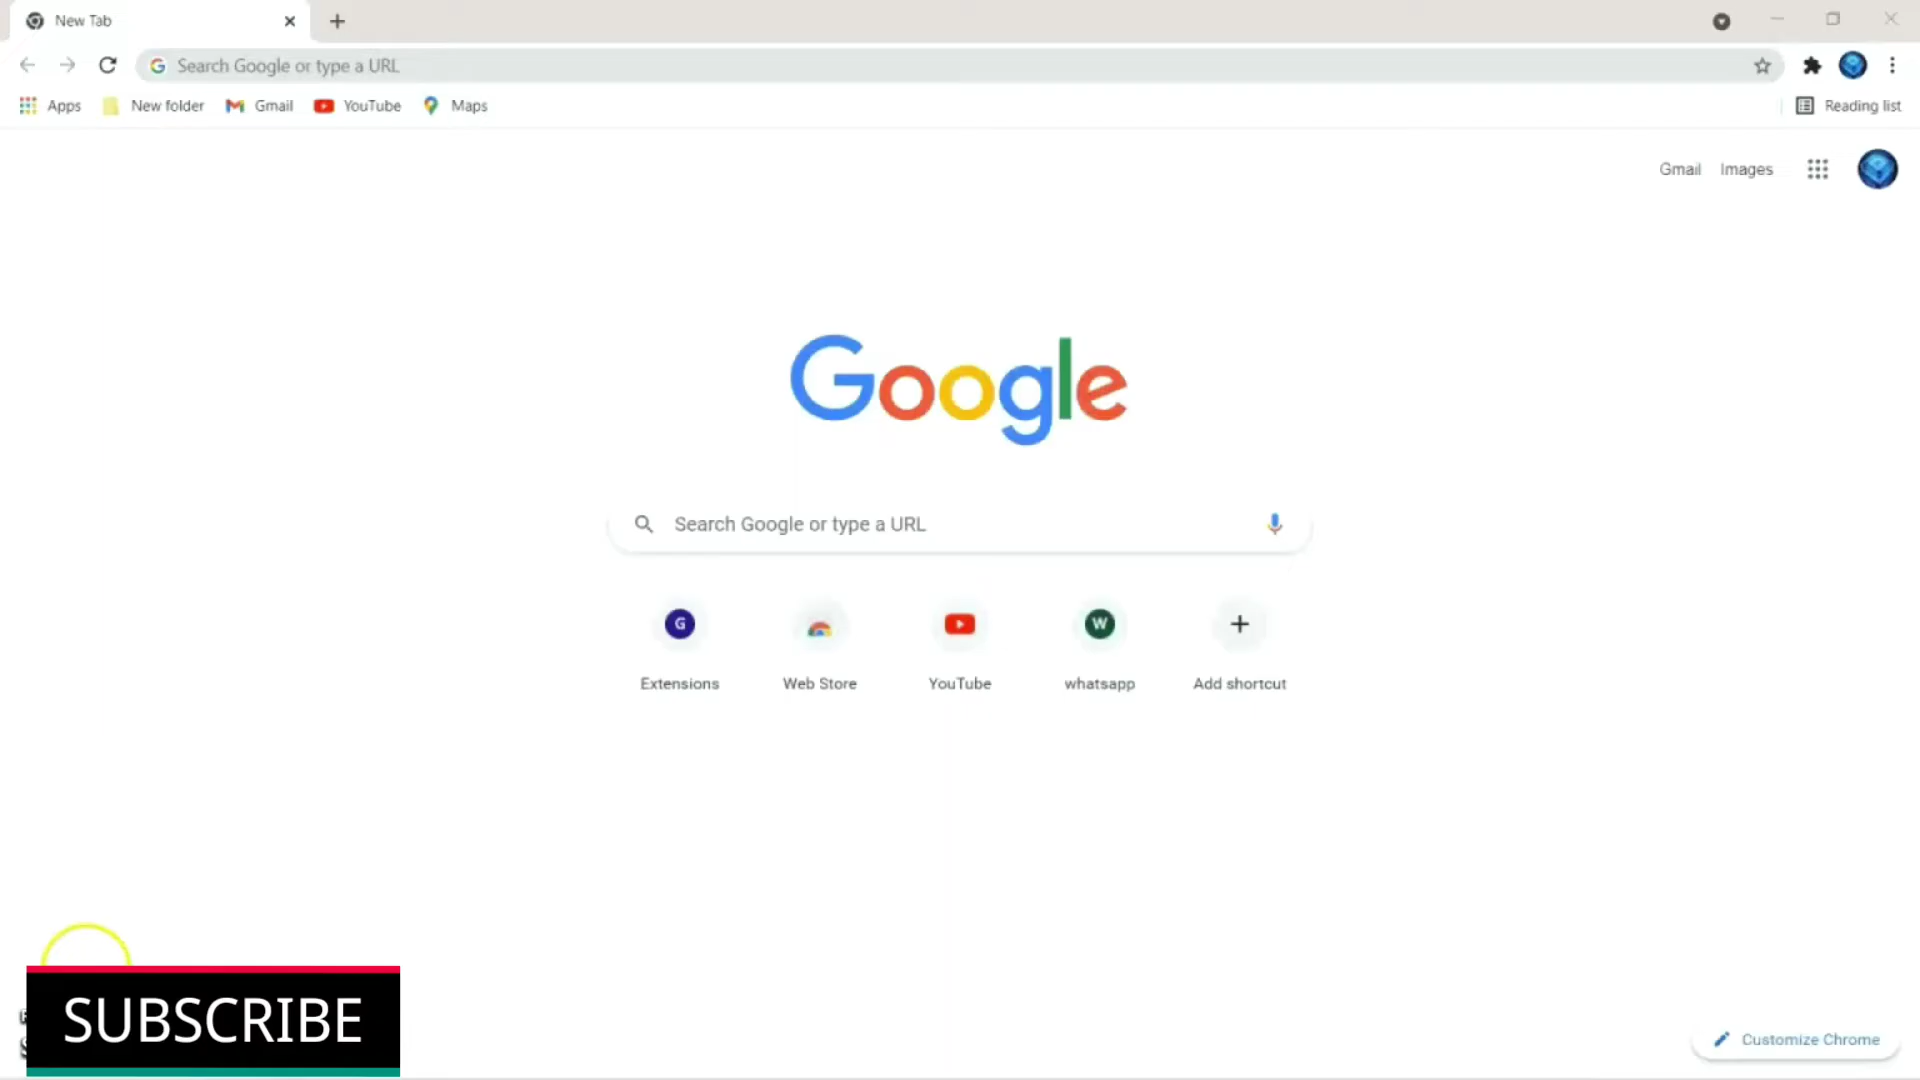 New Tab
Search Google or type a URL
Apps New folder Gmail YouTube Maps Reading list
Gmail Images
Google
Search Google or type a URL
G W
Extensions Web Store YouTube whatsapp Add shortcut
SUBSCRIBE
Customize Chrome